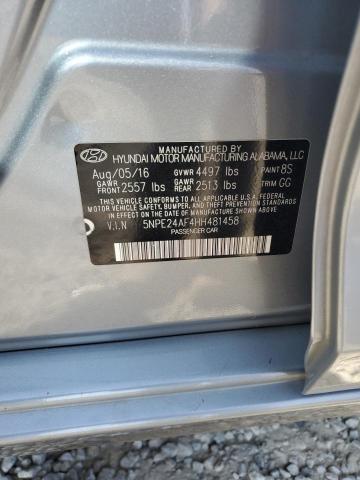 MANUFACTURED BY
HYUNDAI MOTOR MANUFACTURING ALABAMA, LLC
Aug/05/16 GVWR 4497 lbs PAINT 8S
GAWR FRONT 2557 lbs GAWR REAR 2513 lbs TRIM GG
THIS VEHICLE CONFORMS TO ALL APPLICABLE U.S.A. FEDERAL
MOTOR VEHICLE SAFETY, BUMPER, AND THEFT PREVENTION STANDARDS
IN EFFECT ON THE DATE OF MANUFACTURE SHOWN ABOVE.
V.I.N 5NPE24AF4HH481458
PASSENGER CAR